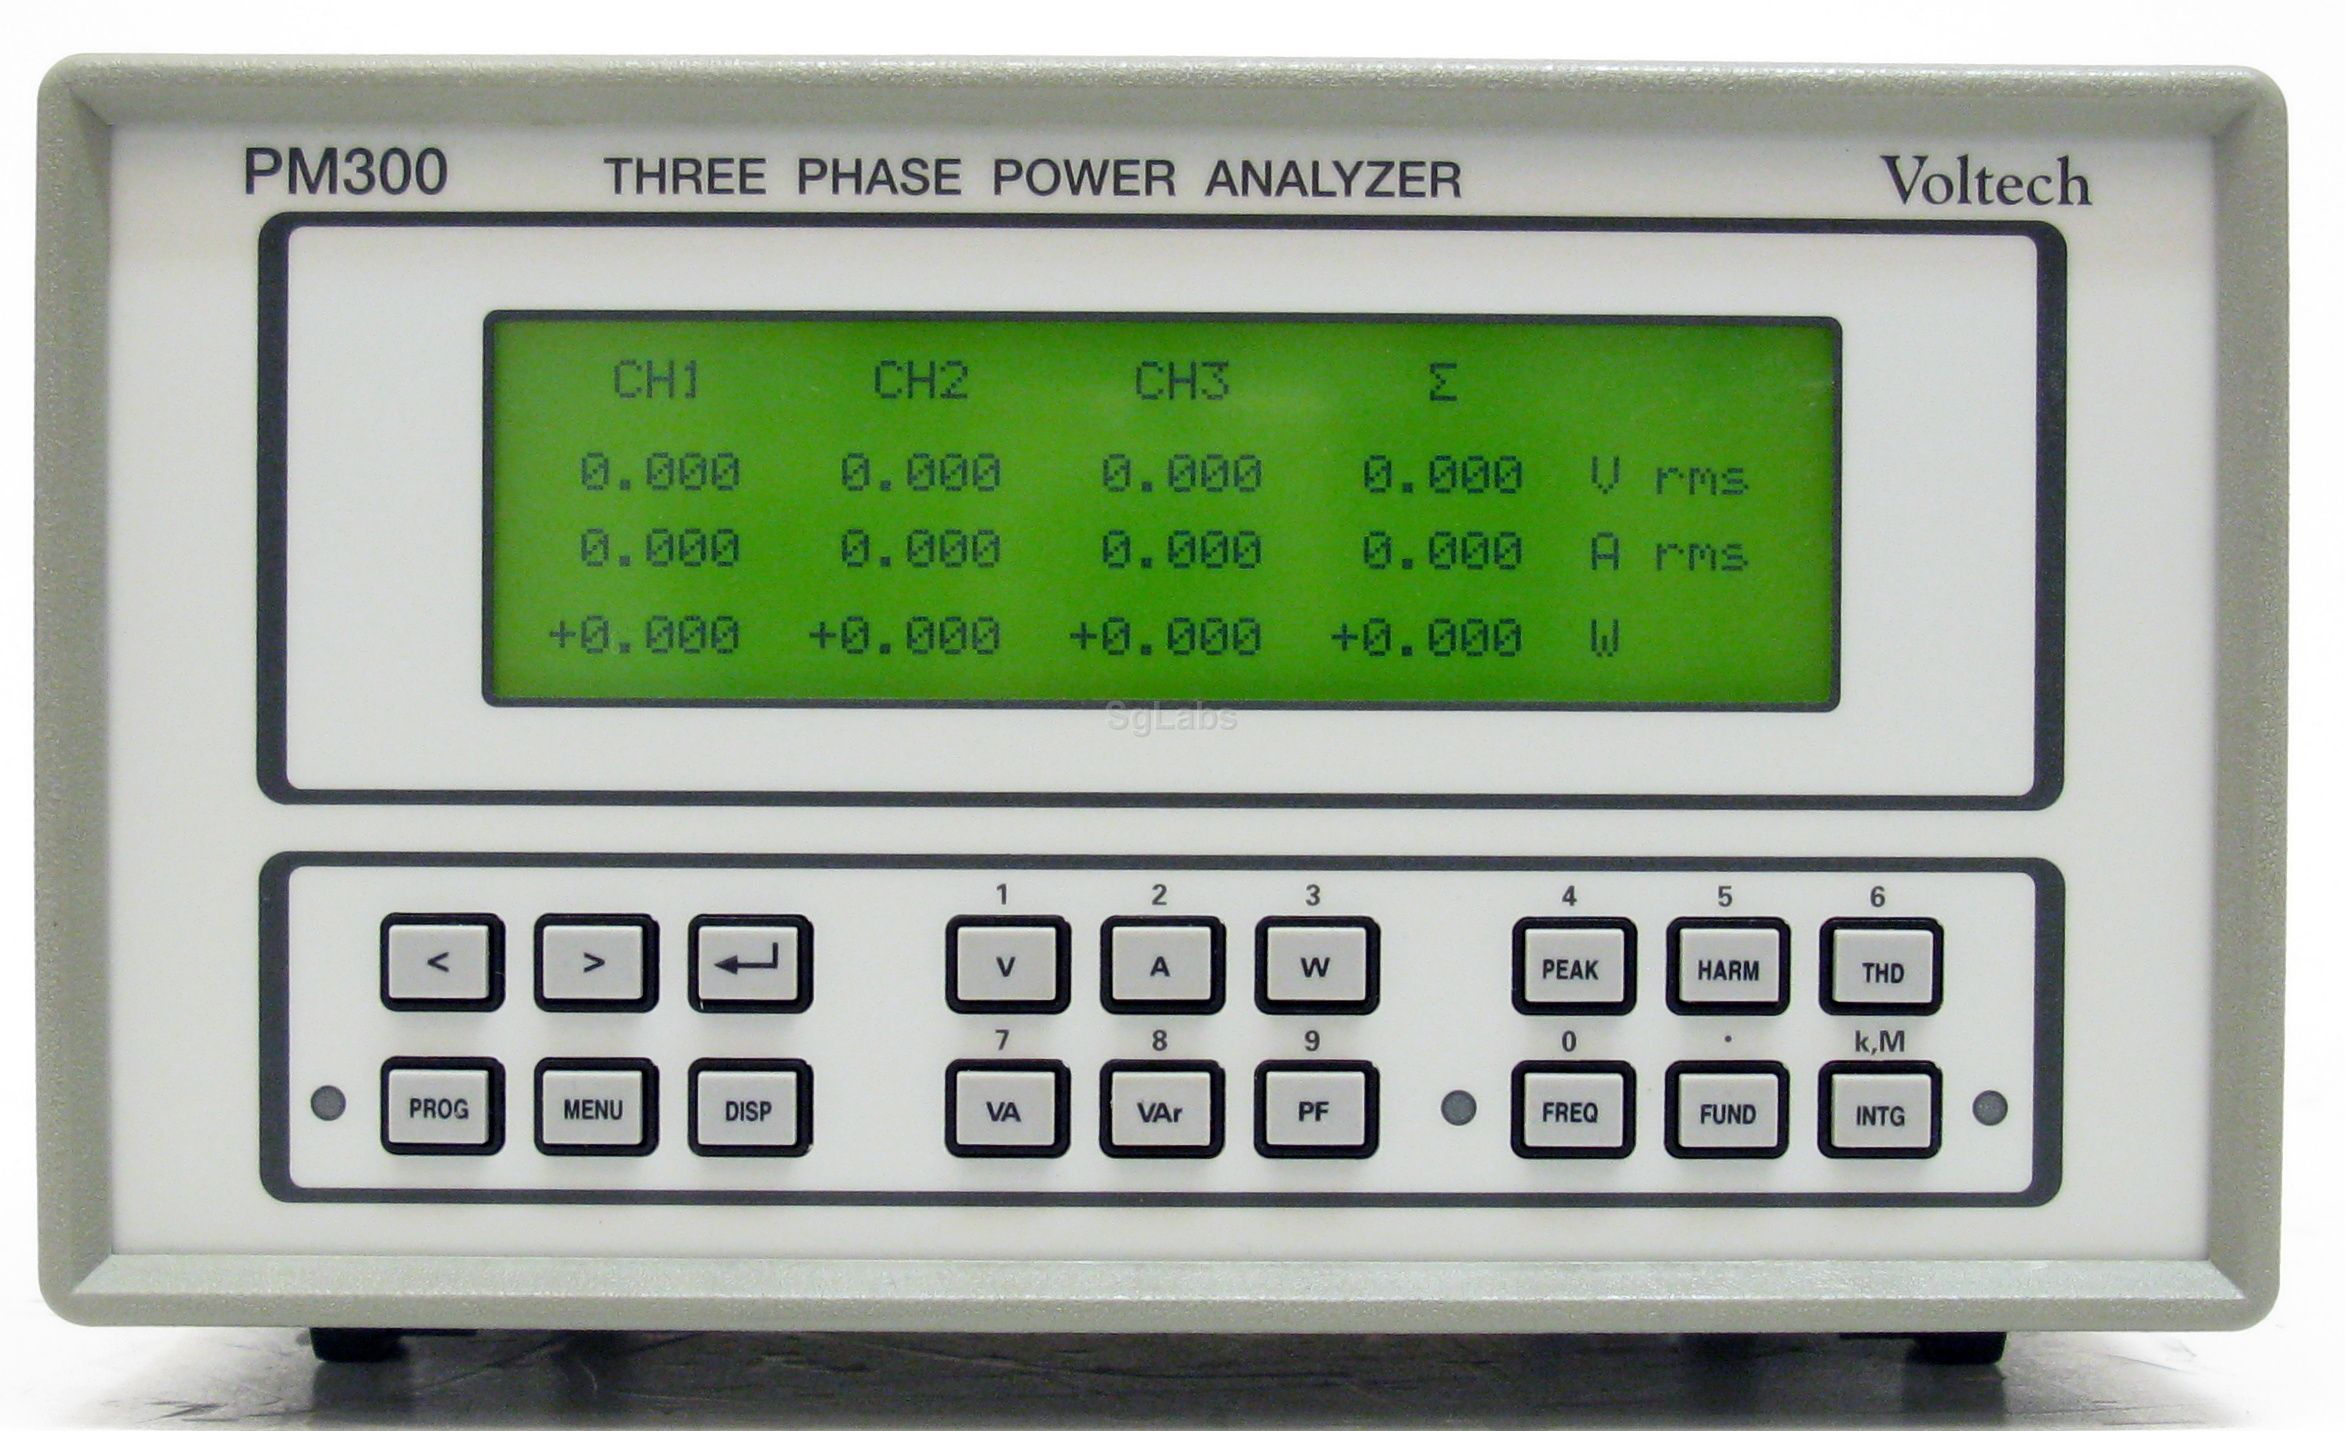 PM300 THREE PHASE POWER ANALYZER Voltech
CH1 CH2 CH3 Σ
0.000 0.000 0.000 0.000 V rms
0.000 0.000 0.000 0.000 A rms
+0.000 +0.000 +0.000 +0.000 W
SgLabs
1 2 3 4 5 6
< > V A W PEAK HARM THD
7 8 9 0 . k,M
PROG MENU DISP VA VAr PF FREQ FUND INTG